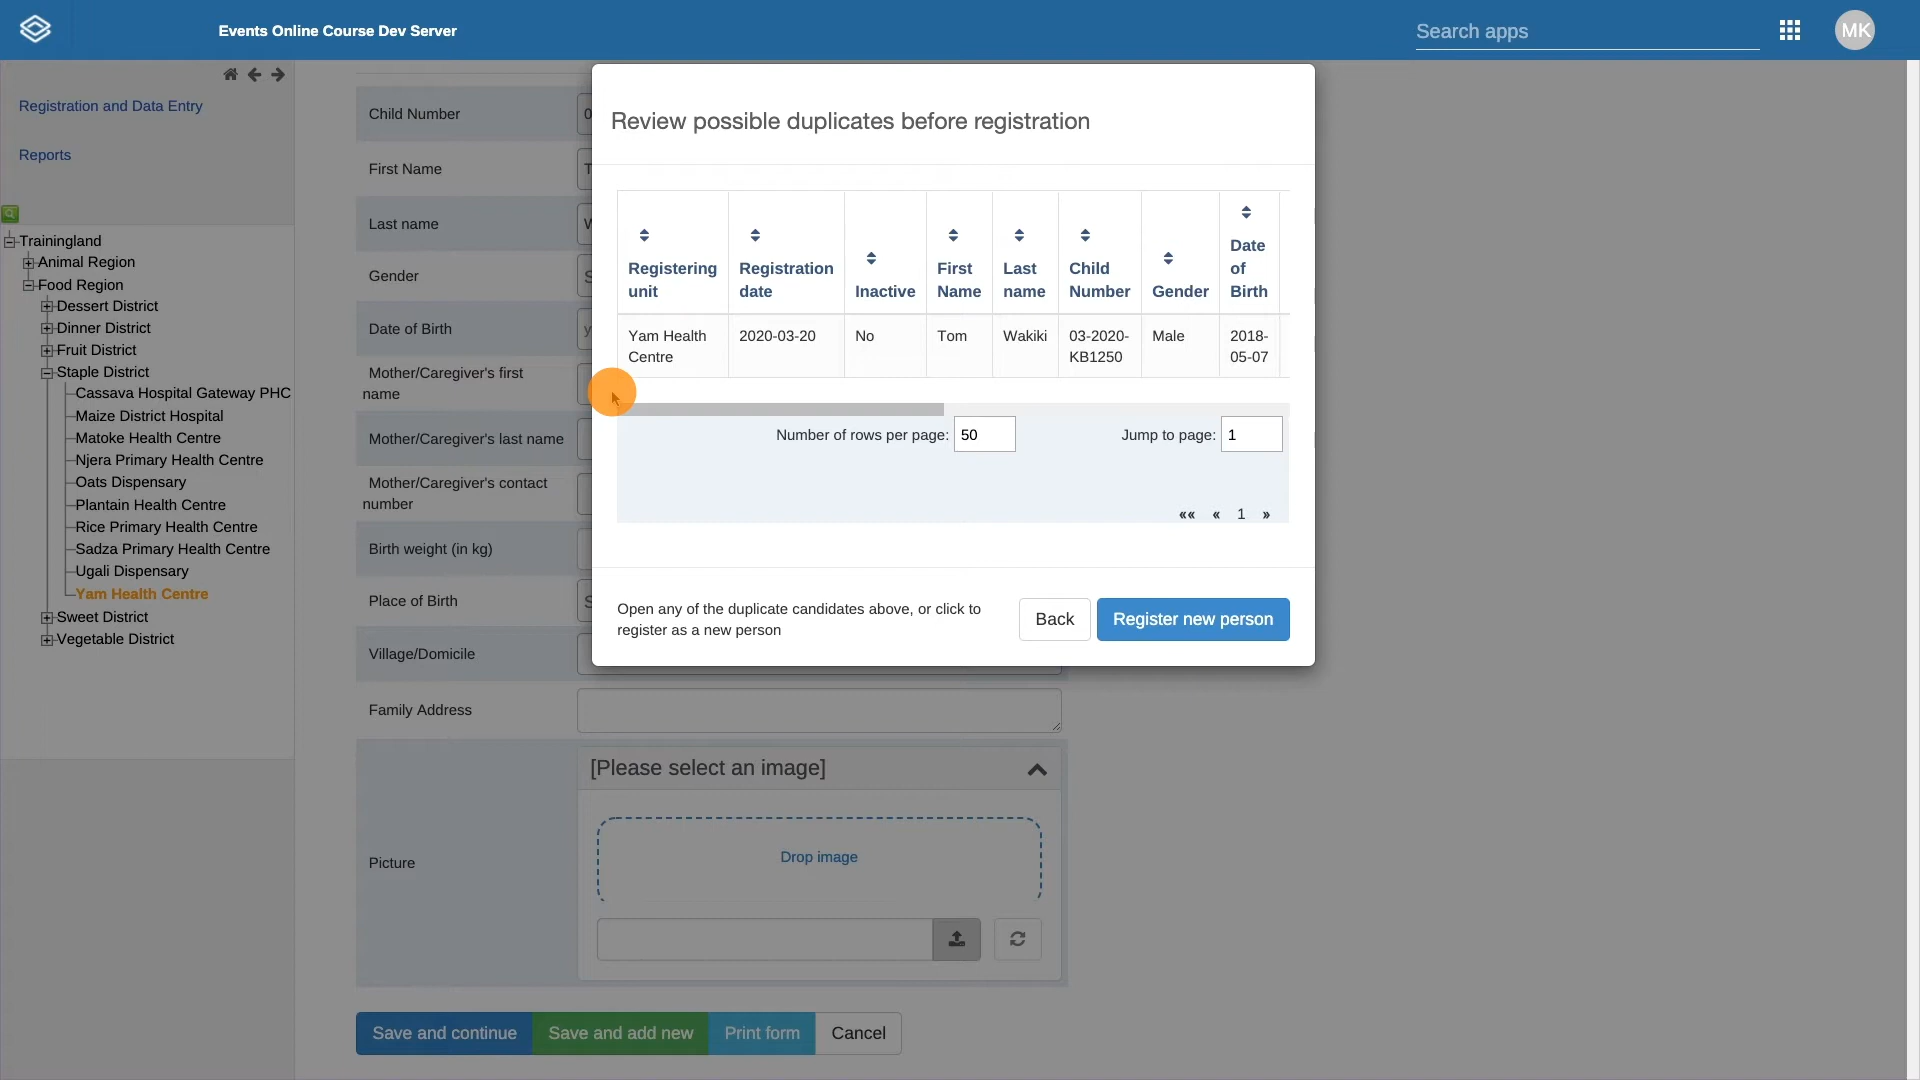 Events Online Course Dev Server
Search apps
MK
Registration and Data Entry
Reports
Trainingland
Animal Region
Food Region
Dessert District
Dinner District
Fruit District
Staple District
Cassava Hospital Gateway PHC
Maize District Hospital
Matoke Health Centre
Njera Primary Health Centre
Oats Dispensary
Plantain Health Centre
Rice Primary Health Centre
Sadza Primary Health Centre
Ugali Dispensary
Yam Health Centre
Sweet District
Vegetable District
Child Number
0
First Name
T
Last name
W
Gender
S
Date of Birth
y
Mother/Caregiver's first
name
Mother/Caregiver's last name
Mother/Caregiver's contact
number
Birth weight (in kg)
Place of Birth
S
Village/Domicile
Family Address
Picture
[Please select an image]
Drop image
Save and continue
Save and add new
Print form
Cancel
Review possible duplicates before registration
Registering
unit
Registration
date
Inactive
First
Name
Last
name
Child
Number
Gender
Date
of
Birth
Yam Health
Centre
2020-03-20
No
Tom
Wakiki
03-2020-
KB1250
Male
2018-
05-07
Number of rows per page: 50
Jump to page: 1
«« « 1 »
Open any of the duplicate candidates above, or click to
register as a new person
Back
Register new person